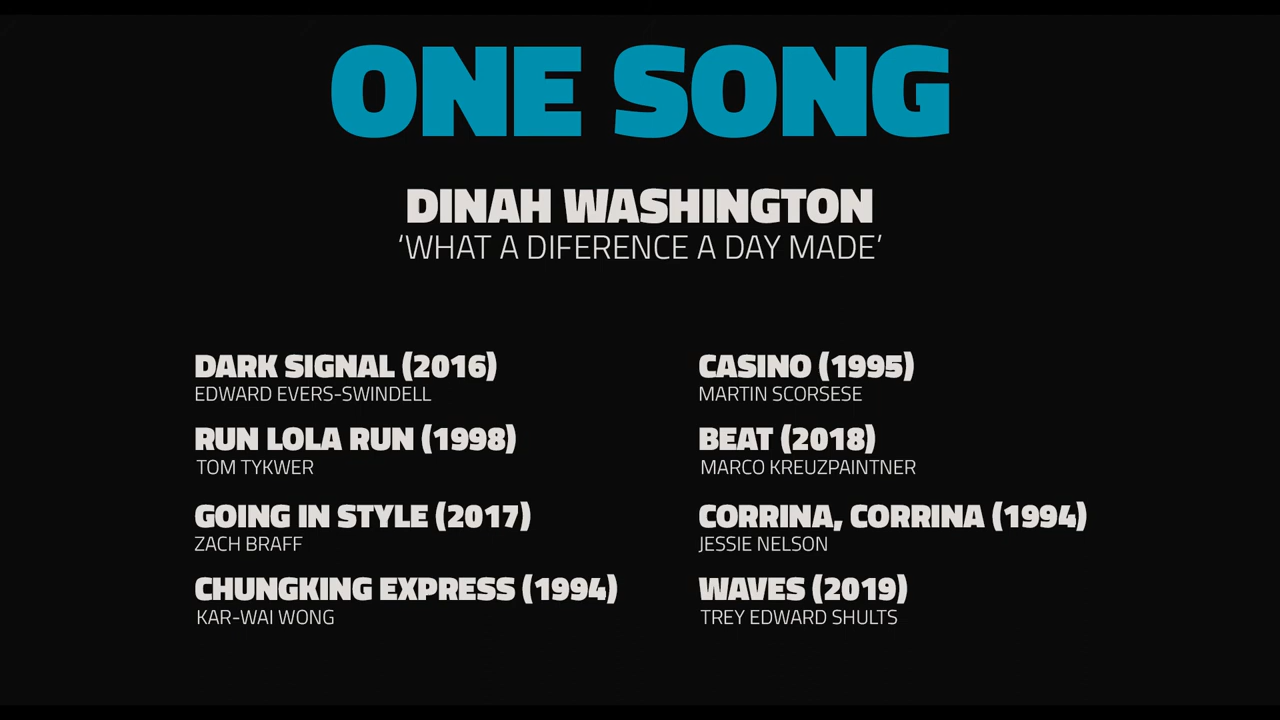 ONE SONG
DINAH WASHINGTON
‘WHAT A DIFERENCE A DAY MADE’
DARK SIGNAL (2016)
EDWARD EVERS-SWINDELL
RUN LOLA RUN (1998)
TOM TYKWER
GOING IN STYLE (2017)
ZACH BRAFF
CHUNGKING EXPRESS (1994)
KAR-WAI WONG
CASINO (1995)
MARTIN SCORSESE
BEAT (2018)
MARCO KREUZPAINTNER
CORRINA, CORRINA (1994)
JESSIE NELSON
WAVES (2019)
TREY EDWARD SHULTS